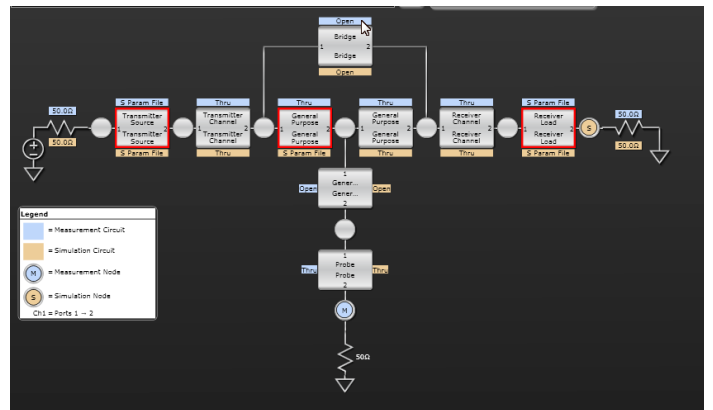 Open
Bridge
1 2
Bridge
Open
S Param File Thru Thru Thru Thru S Param File
50.0Ω 50.0Ω
Transmitter Source Transmitter Channel General Purpose General Purpose Receiver Channel Receiver Load
1 2 1 2 1 2 1 2 1 2 1 2 S
Transmitter Source Transmitter Channel General Purpose General Purpose Receiver Channel Receiver Load
50.0Ω 50.0Ω
S Param File Thru S Param File Thru Thru S Param File
1
Gener...
Open Open
Gener...
2
Legend
= Measurement Circuit
= Simulation Circuit
M = Measurement Node
S = Simulation Node
Ch1 = Ports 1 → 2
1
Probe
Thru Thru
Probe
2
M
50Ω